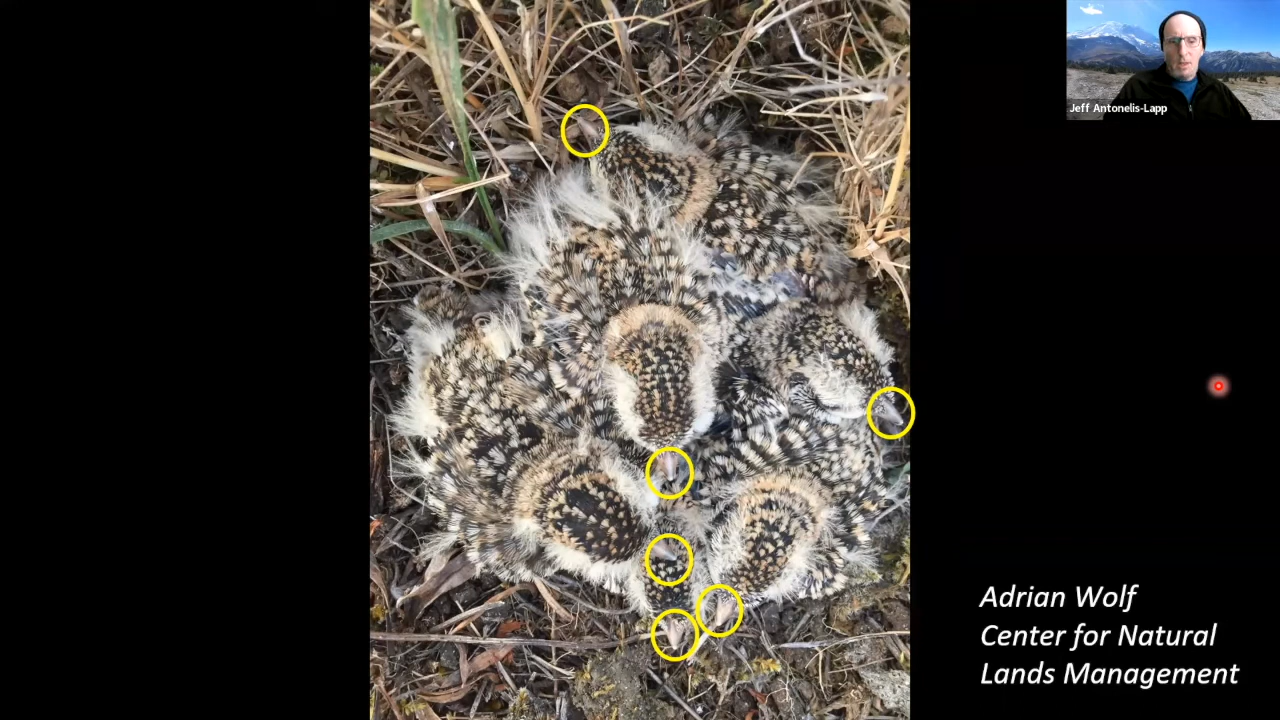 Jeff Antonelis-Lapp
Adrian Wolf
Center for Natural
Lands Management